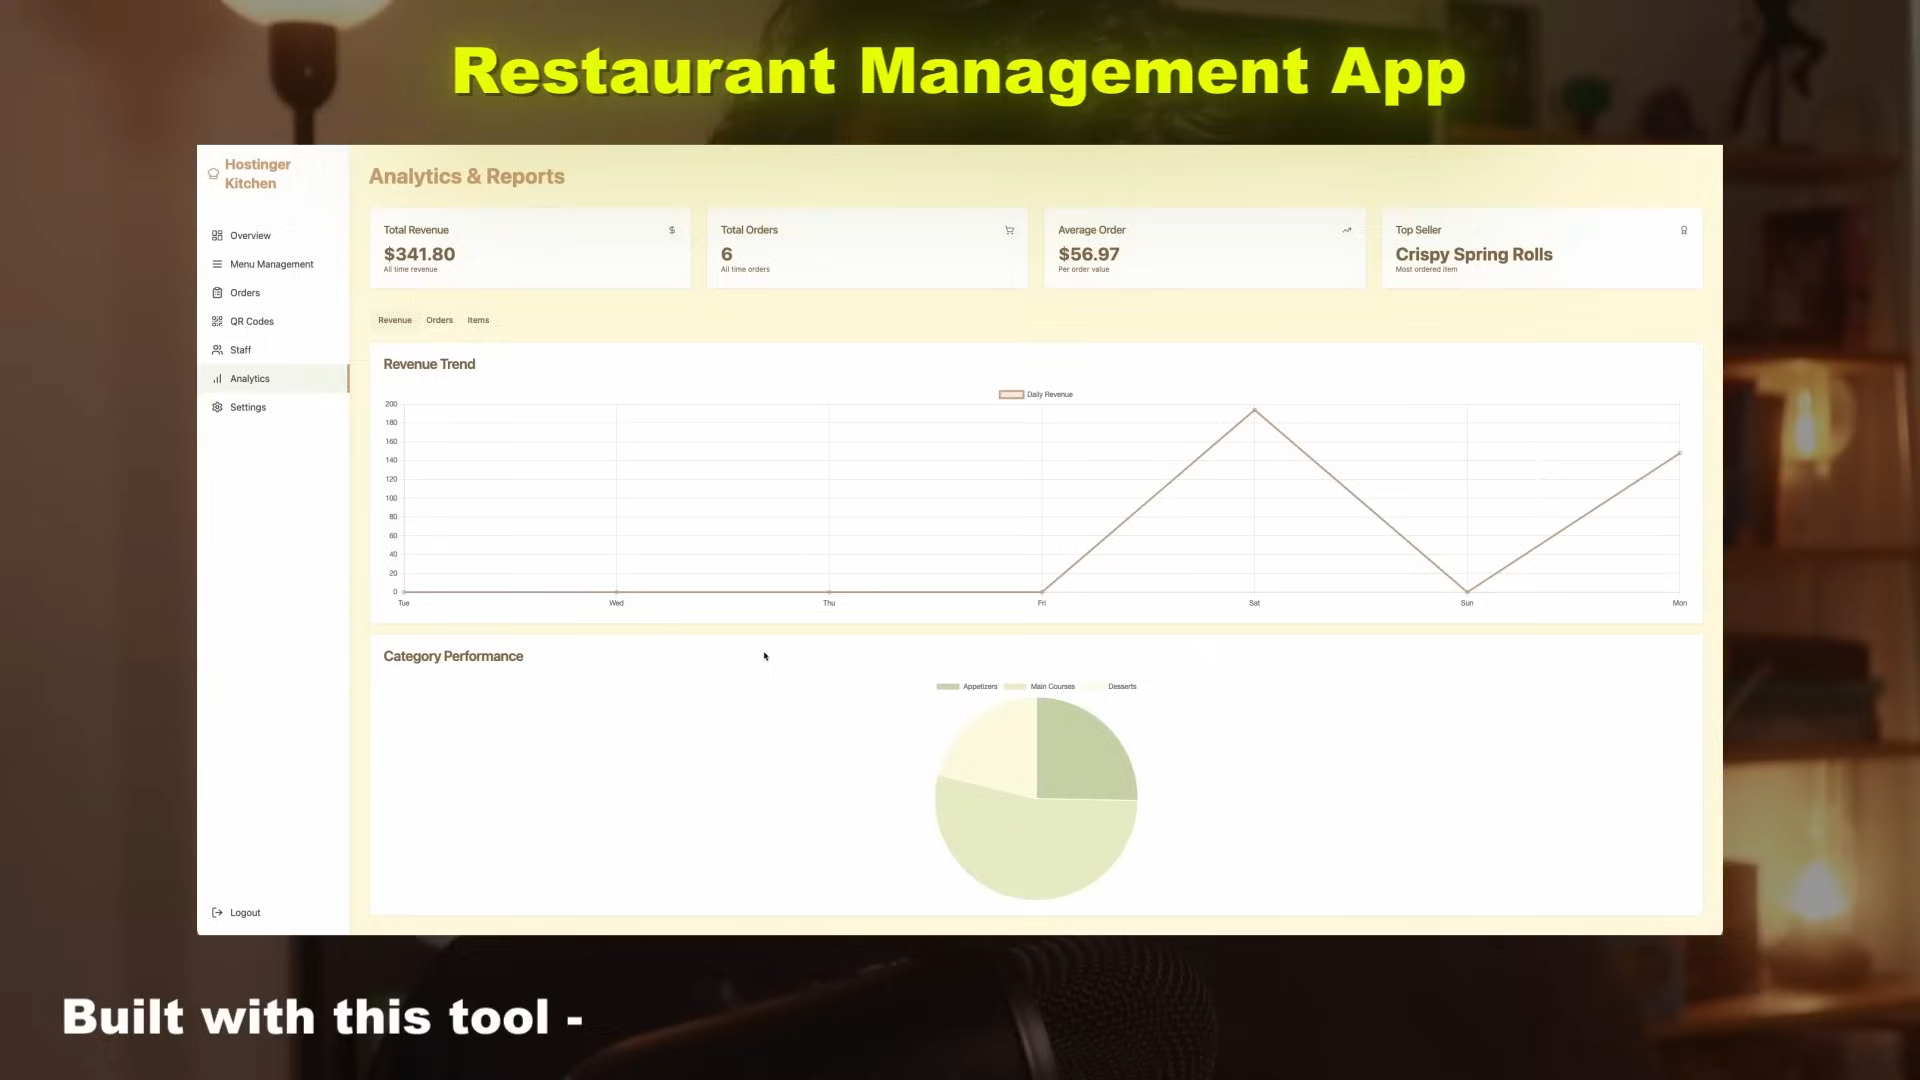 Restaurant Management App
Hostinger
Kitchen
Overview
Menu Management
Orders
QR Codes
Staff
Analytics
Settings
Logout
Analytics & Reports
Total Revenue
$
$341.80
All time revenue
Total Orders
6
All time orders
Average Order
$56.97
Per order value
Top Seller
Crispy Spring Rolls
Most ordered item
Revenue Orders Items
Revenue Trend
Daily Revenue
200
180
160
140
120
100
80
60
40
20
0
Tue Wed Thu Fri Sat Sun Mon
Category Performance
Appetizers Main Courses Desserts
Built with this tool -